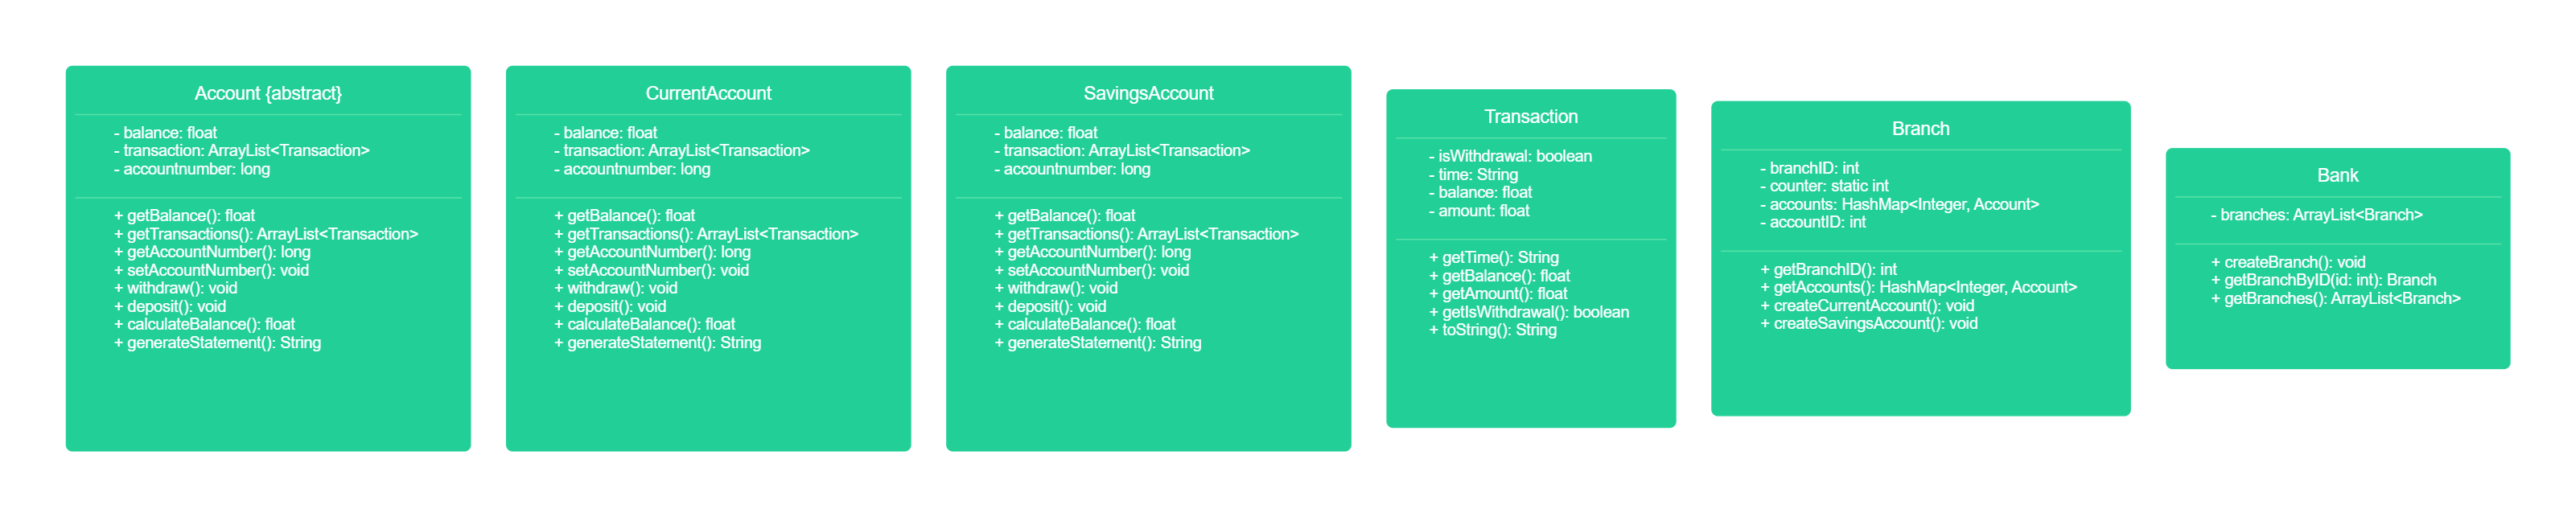 Account {abstract}
- balance: float
- transaction: ArrayList<Transaction>
- accountnumber: long
+ getBalance(): float
+ getTransactions(): ArrayList<Transaction>
+ getAccountNumber(): long
+ setAccountNumber(): void
+ withdraw(): void
+ deposit(): void
+ calculateBalance(): float
+ generateStatement(): String
CurrentAccount
- balance: float
- transaction: ArrayList<Transaction>
- accountnumber: long
+ getBalance(): float
+ getTransactions(): ArrayList<Transaction>
+ getAccountNumber(): long
+ setAccountNumber(): void
+ withdraw(): void
+ deposit(): void
+ calculateBalance(): float
+ generateStatement(): String
SavingsAccount
- balance: float
- transaction: ArrayList<Transaction>
- accountnumber: long
+ getBalance(): float
+ getTransactions(): ArrayList<Transaction>
+ getAccountNumber(): long
+ setAccountNumber(): void
+ withdraw(): void
+ deposit(): void
+ calculateBalance(): float
+ generateStatement(): String
Transaction
- isWithdrawal: boolean
- time: String
- balance: float
- amount: float
+ getTime(): String
+ getBalance(): float
+ getAmount(): float
+ getIsWithdrawal(): boolean
+ toString(): String
Branch
- branchID: int
- counter: static int
- accounts: HashMap<Integer, Account>
- accountID: int
+ getBranchID(): int
+ getAccounts(): HashMap<Integer, Account>
+ createCurrentAccount(): void
+ createSavingsAccount(): void
Bank
- branches: ArrayList<Branch>
+ createBranch(): void
+ getBranchByID(id: int): Branch
+ getBranches(): ArrayList<Branch>